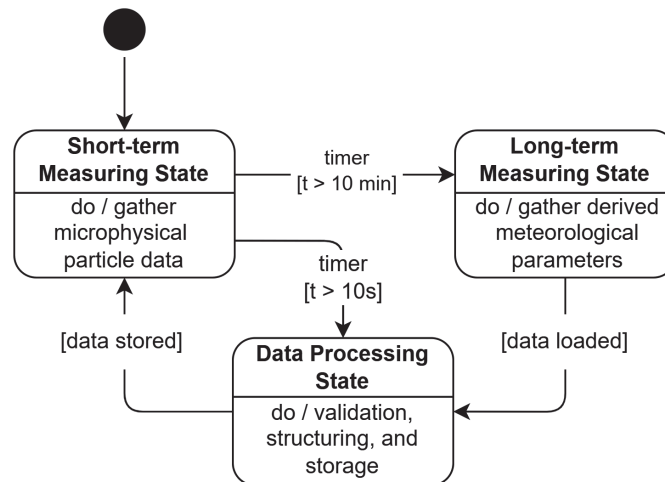 Short-term
Measuring State
do / gather
microphysical
particle data
timer
[t > 10 min]
Long-term
Measuring State
do / gather derived
meteorological
parameters
timer
[t > 10s]
[data stored]
[data loaded]
Data Processing
State
do / validation,
structuring, and
storage